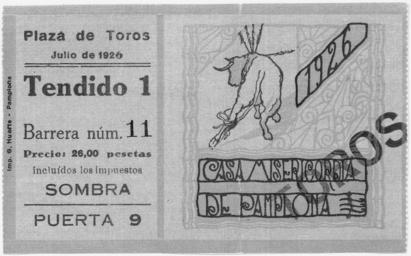 Plaza de Toros
Julio de 1926
Tendido 1
Barrera núm. 11
Precio: 26,00 pesetas
incluídos los impuestos
SOMBRA
PUERTA 9
Imp. G. Huarte - Pamplona
1926
CASA MISERICORDIA
DE PAMPLONA
TOROS